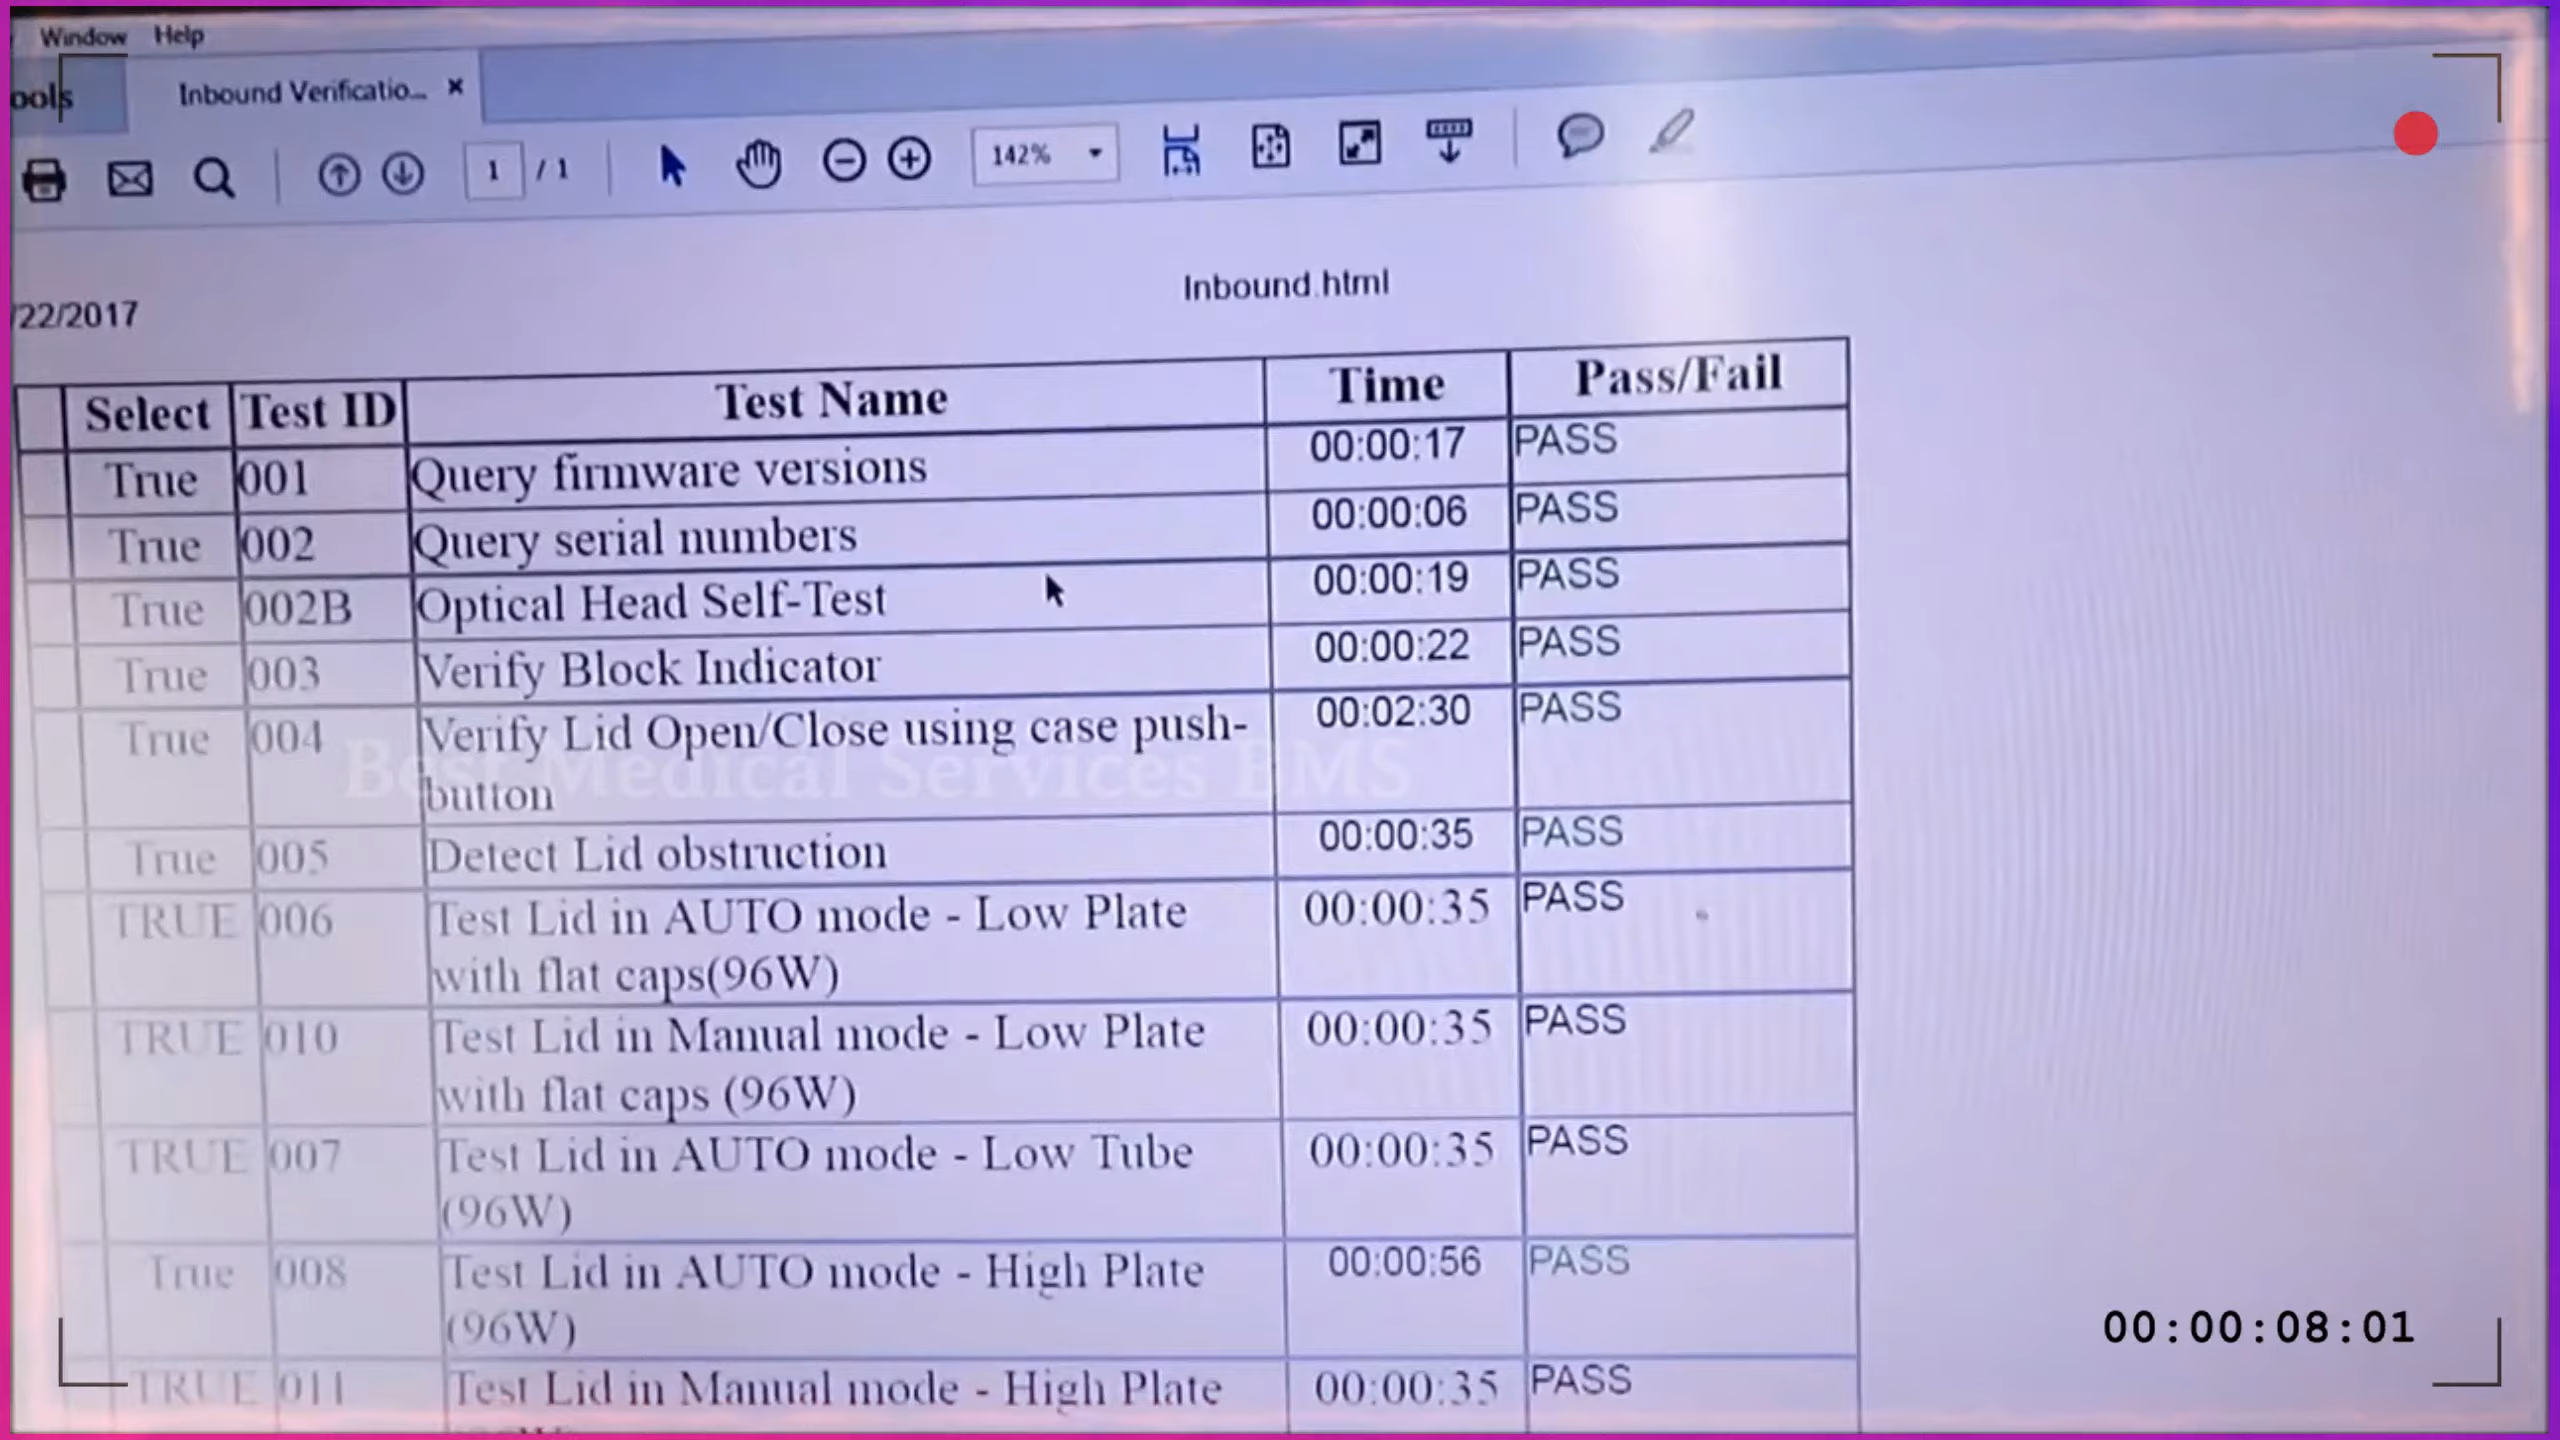 Window Help
ools Inbound Verificatio... ×
1 / 1 142%
Inbound.html
/22/2017
Select Test ID Test Name Time Pass/Fail
True 001 Query firmware versions 00:00:17 PASS
True 002 Query serial numbers 00:00:06 PASS
True 002B Optical Head Self-Test 00:00:19 PASS
True 003 Verify Block Indicator 00:00:22 PASS
True 004 Verify Lid Open/Close using case push- 00:02:30 PASS
button
Best Medical Services BMS
True 005 Detect Lid obstruction 00:00:35 PASS
TRUE 006 Test Lid in AUTO mode - Low Plate 00:00:35 PASS
with flat caps(96W)
TRUE 010 Test Lid in Manual mode - Low Plate 00:00:35 PASS
with flat caps (96W)
TRUE 007 Test Lid in AUTO mode - Low Tube 00:00:35 PASS
(96W)
True 008 Test Lid in AUTO mode - High Plate 00:00:56 PASS
(96W)
00:00:08:01
TRUE 011 Test Lid in Manual mode - High Plate 00:00:35 PASS